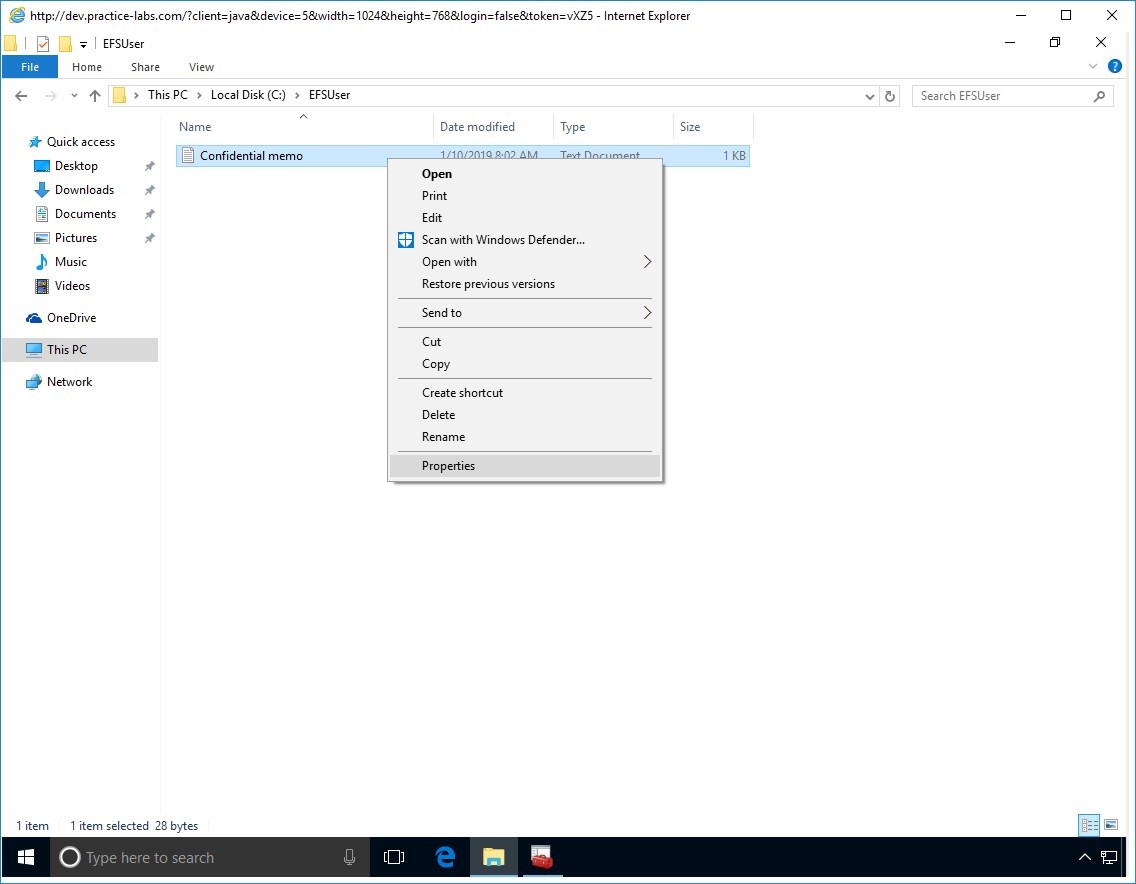 http://dev.practice-labs.com/?client=java&device=5&width=1024&height=768&login=false&token=vXZ5 - Internet Explorer
EFSUser
File Home Share View
This PC > Local Disk (C:) > EFSUser
Search EFSUser
Name Date modified Type Size
Confidential memo 1/10/2019 8:02 AM Text Document 1 KB
Quick access
Desktop
Downloads
Documents
Pictures
Music
Videos
OneDrive
This PC
Network
Open
Print
Edit
Scan with Windows Defender...
Open with
Restore previous versions
Send to
Cut
Copy
Create shortcut
Delete
Rename
Properties
1 item 1 item selected 28 bytes
Type here to search